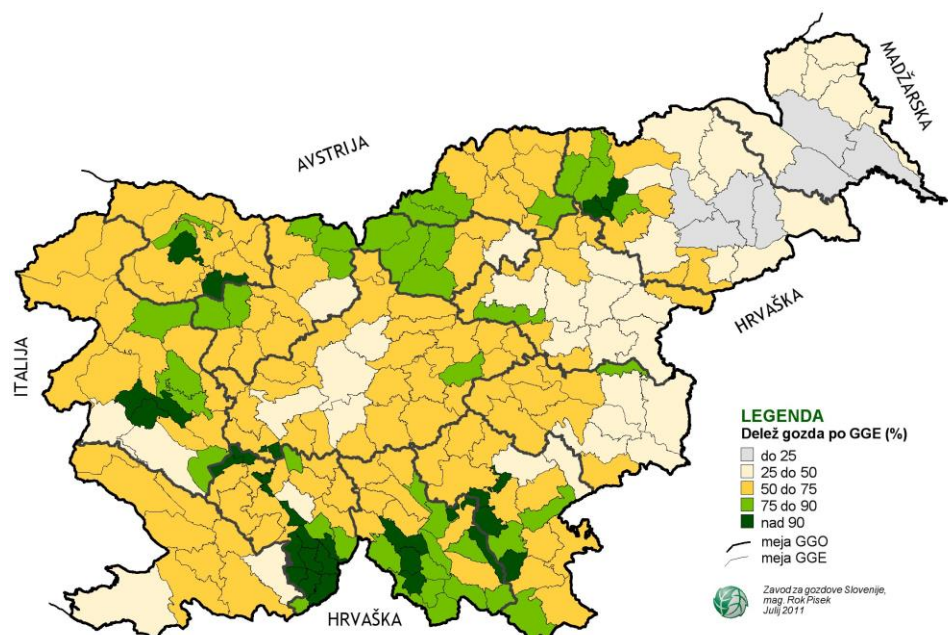 MADŽARSKA
AVSTRIJA
HRVAŠKA
ITALIJA
LEGENDA
Delež gozda po GGE (%)
do 25
25 do 50
50 do 75
75 do 90
nad 90
meja GGO
meja GGE
Zavod za gozdove Slovenije,
mag. Rok Pisek
Julij 2011
HRVAŠKA